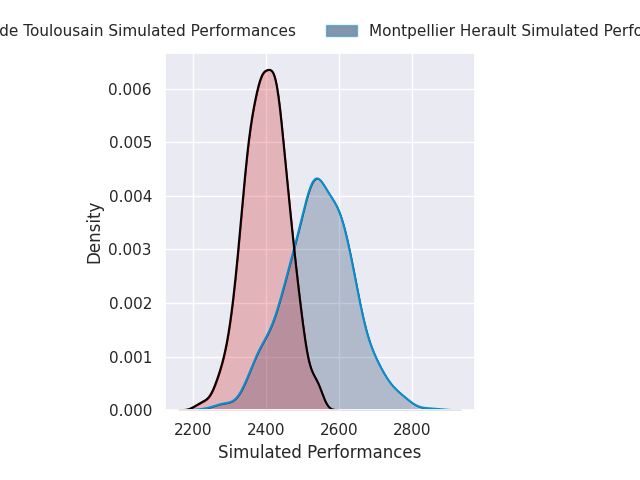 de Toulousain Simulated Performances Montpellier Herault Simulated
0.006
0.005
0.004
0.003
0.002
0.001
0.000
Density
2200 2400 2600 2800
Simulated Performances